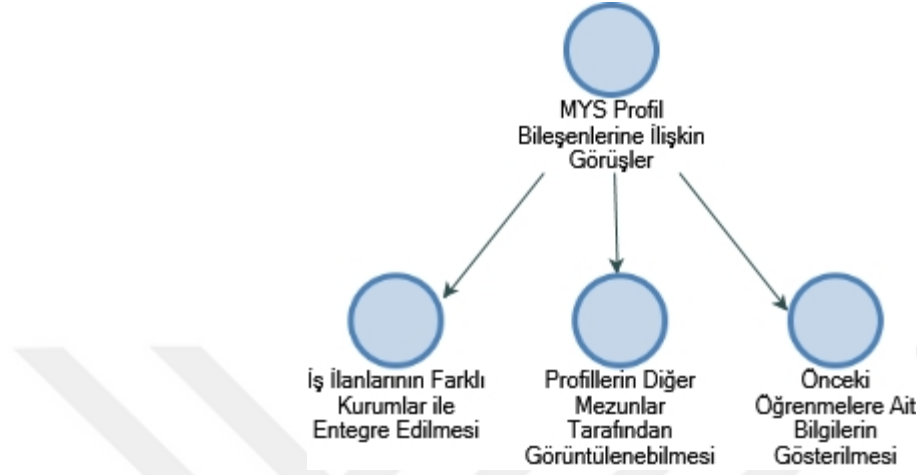 MYS Profil
Bileşenlerine İlişkin
Görüşler
İş İlanlarının Farklı
Kurumlar ile
Entegre Edilmesi
Profillerin Diğer
Mezunlar
Tarafından
Görüntülenebilmesi
Önceki
Öğrenmelere Ait
Bilgilerin
Gösterilmesi